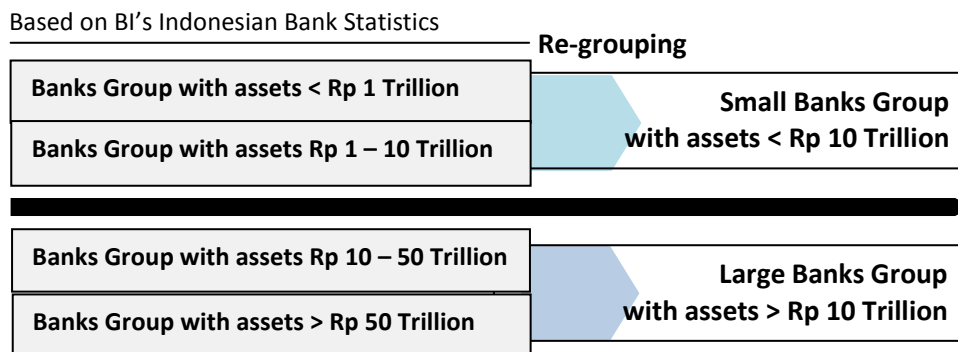 Based on BI's Indonesian Bank Statistics
Re-grouping
Banks Group with assets < Rp 1 Trillion
Banks Group with assets Rp 1 – 10 Trillion
Small Banks Group
with assets < Rp 10 Trillion
Banks Group with assets Rp 10 – 50 Trillion
Banks Group with assets > Rp 50 Trillion
Large Banks Group
with assets > Rp 10 Trillion